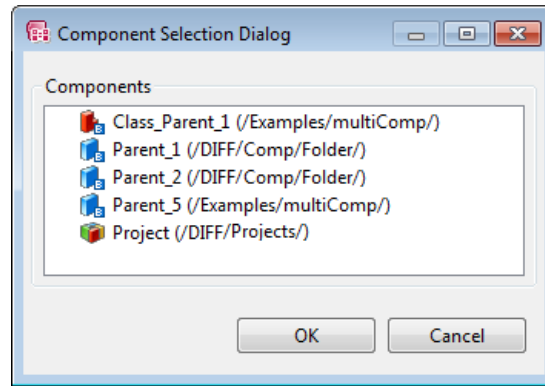 Component Selection Dialog
Components
Class_Parent_1 (/Examples/multiComp/)
Parent_1 (/DIFF/Comp/Folder/)
Parent_2 (/DIFF/Comp/Folder/)
Parent_5 (/Examples/multiComp/)
Project (/DIFF/Projects/)
OK Cancel